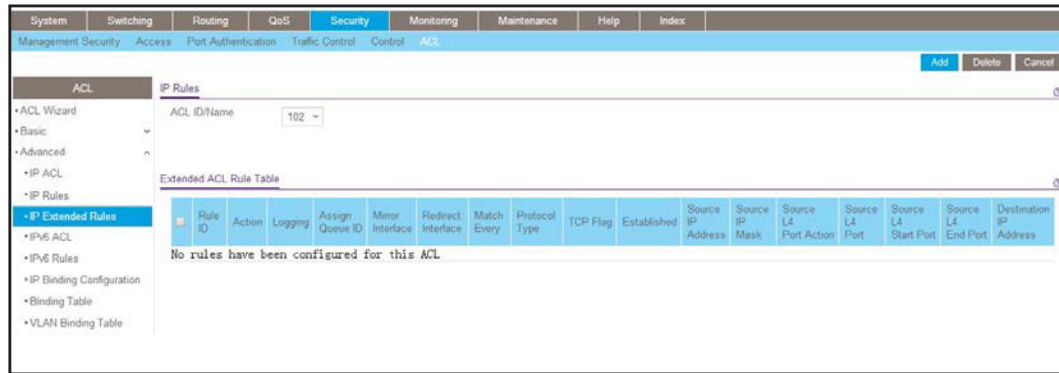 System Switching Routing QoS Security Monitoring Maintenance Help Index
Management Security Access Port Authentication Traffic Control Control ACL
Add Delete Cancel
ACL
ACL Wizard
Basic
Advanced
IP ACL
IP Rules
IP Extended Rules
IPv6 ACL
IPv6 Rules
IP Binding Configuration
Binding Table
VLAN Binding Table
IP Rules
ACL ID/Name 102
Extended ACL Rule Table
Rule ID Action Logging Assign Queue ID Mirror Interface Redirect Interface Match Every Protocol Type TCP Flag Established Source IP Address Source IP Mask Source L4 Port Action Source L4 Port Source L4 Start Port Source L4 End Port Destination IP Address
No rules have been configured for this ACL